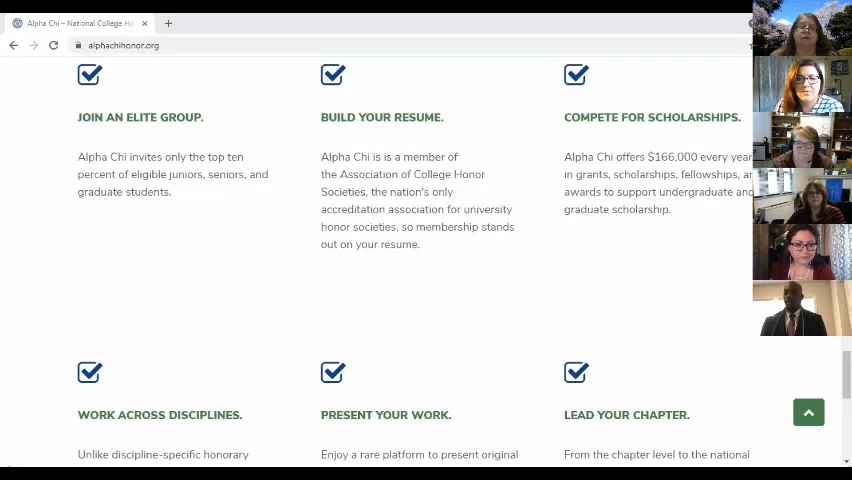 Alpha Chi – National College Ho
alphachihonor.org
JOIN AN ELITE GROUP.
Alpha Chi invites only the top ten
percent of eligible juniors, seniors, and
graduate students.
BUILD YOUR RESUME.
Alpha Chi is is a member of
the Association of College Honor
Societies, the nation's only
accreditation association for university
honor societies, so membership stands
out on your resume.
COMPETE FOR SCHOLARSHIPS.
Alpha Chi offers $166,000 every year
in grants, scholarships, fellowships, an
awards to support undergraduate and
graduate scholarship.
WORK ACROSS DISCIPLINES.
Unlike discipline-specific honorary
PRESENT YOUR WORK.
Enjoy a rare platform to present original
LEAD YOUR CHAPTER.
From the chapter level to the national